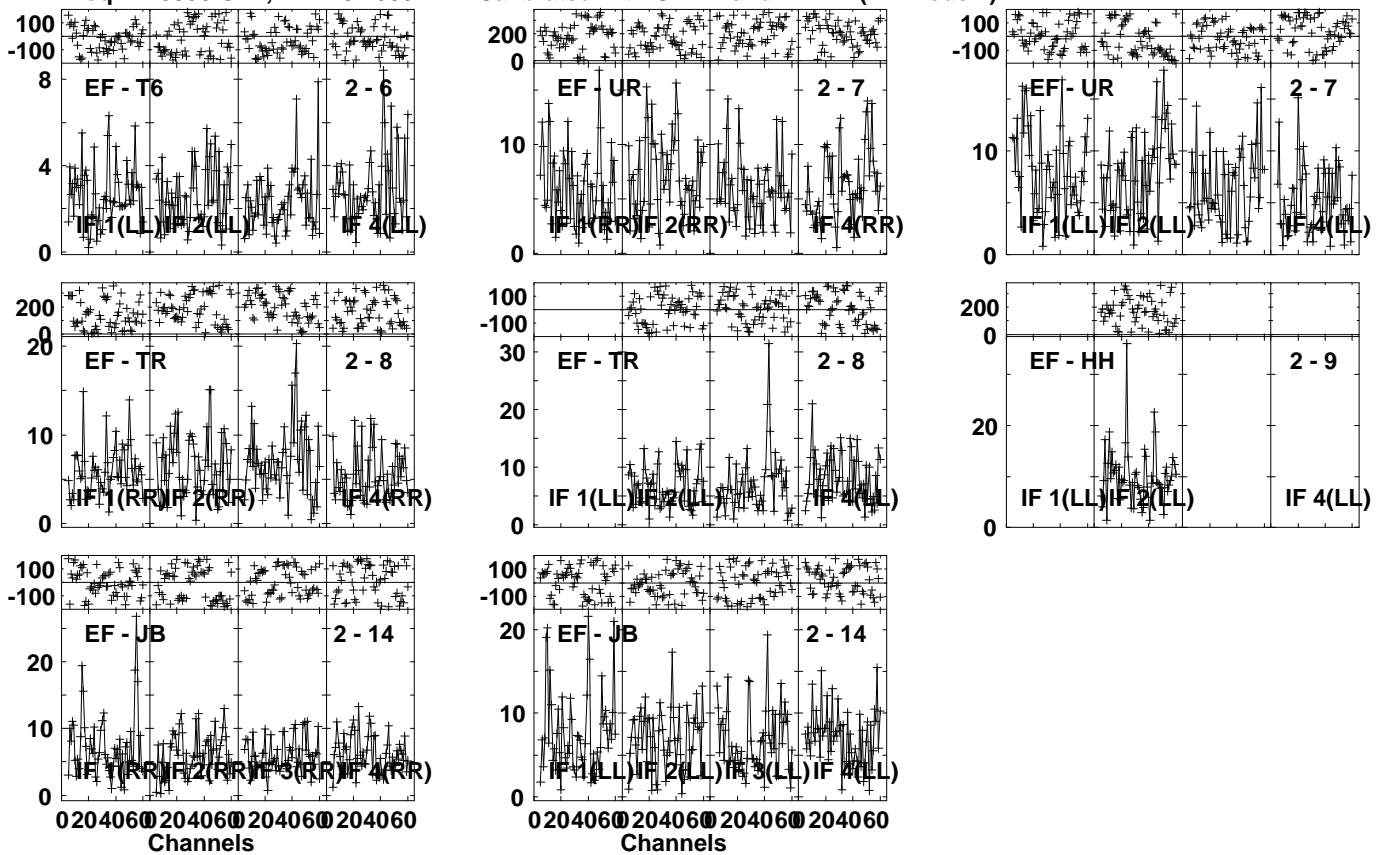 100
-100
8
4
0
EF - T6
2 - 6
IF 1(LL)
IF 2(LL)
IF 4(LL)
200
0
10
0
EF - UR
2 - 7
IF 1(RR)
IF 2(RR)
IF 4(RR)
100
-100
10
0
EF - UR
2 - 7
IF 1(LL)
IF 2(LL)
IF 4(LL)
200
0
20
10
0
EF - TR
2 - 8
IF 1(RR)
IF 2(RR)
IF 4(RR)
100
-100
30
20
10
0
EF - TR
2 - 8
IF 1(LL)
IF 2(LL)
IF 4(LL)
200
0
20
0
EF - HH
2 - 9
IF 1(LL)
IF 2(LL)
IF 4(LL)
100
-100
20
10
0
EF - JB
2 - 14
IF 1(RR)
IF 2(RR)
IF 3(RR)
IF 4(RR)
0 20 40 60 0 20 40 60 0 20 40 60 0 20 40 60
Channels
100
-100
20
10
0
EF - JB
2 - 14
IF 1(LL)
IF 2(LL)
IF 3(LL)
IF 4(LL)
0 20 40 60 0 20 40 60 0 20 40 60 0 20 40 60
Channels